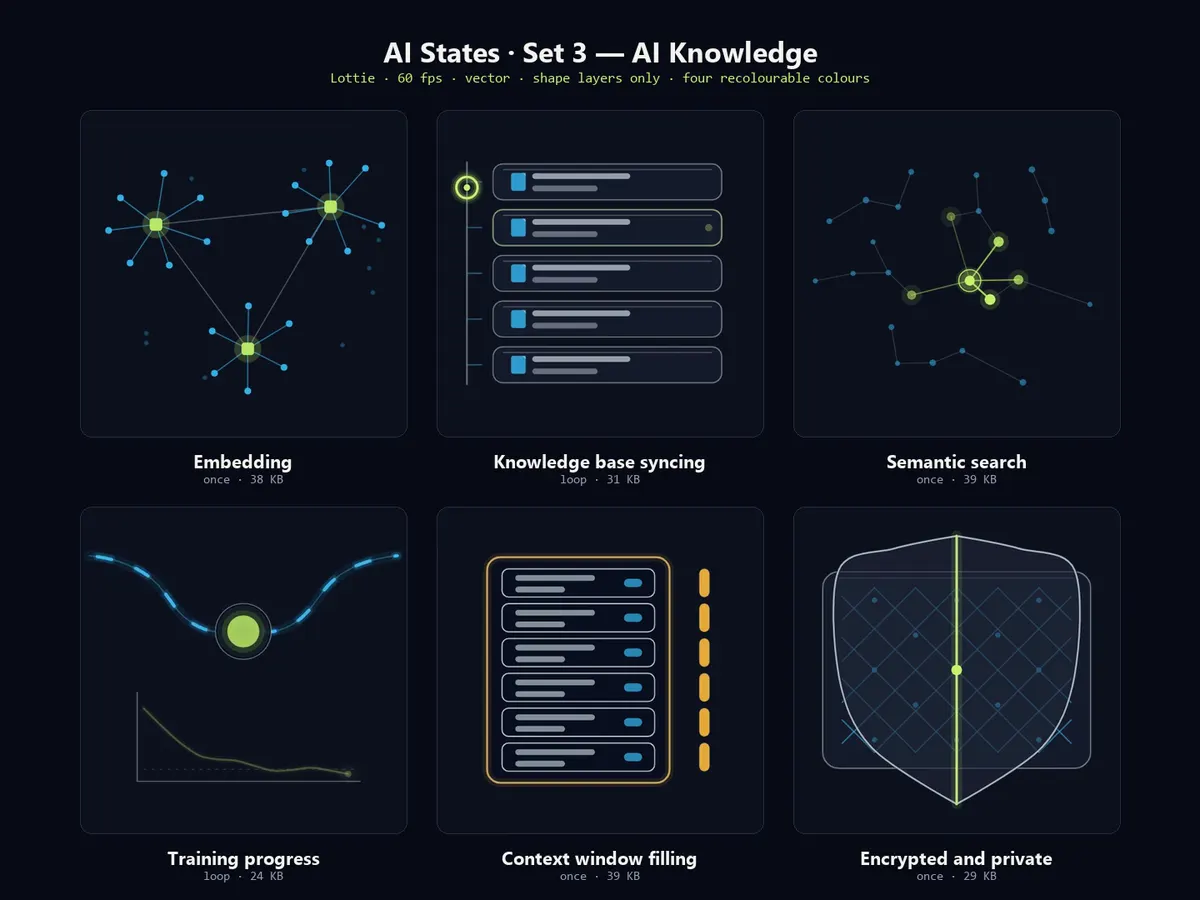 AI States · Set 3 — AI Knowledge
Lottie · 60 fps · vector · shape layers only · four recolourable colours
Embedding
once · 38 KB
Knowledge base syncing
loop · 31 KB
Semantic search
once · 39 KB
Training progress
loop · 24 KB
Context window filling
once · 39 KB
Encrypted and private
once · 29 KB